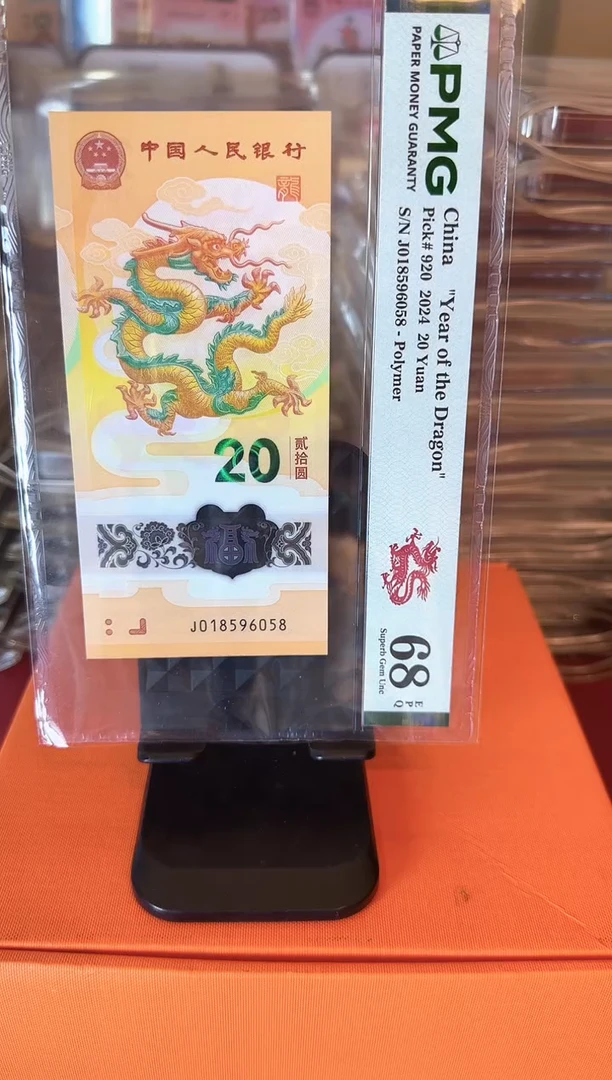 中国人民银行
龍
20
贰拾圆
福
J018596058
PMG
PAPER MONEY GUARANTY
China "Year of the Dragon"
Pick# 920 2024 20 Yuan
S/N J018596058 - Polymer
68 EPQ
Superb Gem Unc